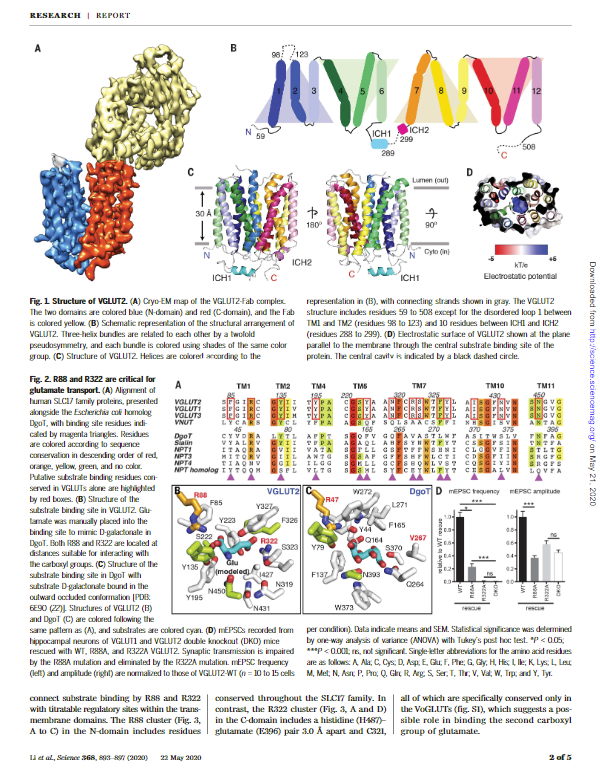 RESEARCH | REPORT
A
B
98
123
1
2
3
4
5
6
7
8
9
10
11
12
N
59
ICH1
289
ICH2
299
C
508
C
D
Lumen (out)
30 Å
180°
90°
N
Cyto (in)
N
C
ICH2
C
ICH1
ICH1
-5
+5
kT/e
Electrostatic potential
Fig. 1. Structure of VGLUT2. (A) Cryo-EM map of the VGLUT2-Fab complex.
The two domains are colored blue (N-domain) and red (C-domain), and the Fab
is colored yellow. (B) Schematic representation of the structural arrangement of
VGLUT2. Three-helix bundles are related to each other by a twofold
pseudosymmetry, and each bundle is colored using shades of the same color
group. (C) Structure of VGLUT2. Helices are colored according to the
representation in (B), with connecting strands shown in gray. The VGLUT2
structure includes residues 59 to 508 except for the disordered loop 1 between
TM1 and TM2 (residues 98 to 123) and 10 residues between ICH1 and ICH2
(residues 288 to 299). (D) Electrostatic surface of VGLUT2 shown at the plane
parallel to the membrane through the central substrate binding site of the
protein. The central cavity is indicated by a black dashed circle.
Fig. 2. R88 and R322 are critical for
glutamate transport. (A) Alignment of
human SLC17 family proteins, presented
alongside the Escherichia coli homolog
DgoT, with binding site residues indi-
cated by magenta triangles. Residues
are colored according to sequence
conservation in descending order of red,
orange, yellow, green, and no color.
Putative substrate binding residues con-
served in VGLUTs alone are highlighted
by red boxes. (B) Structure of the
substrate binding site in VGLUT2. Glu-
tamate was manually placed into the
binding site to mimic D-galactonate in
DgoT. Both R88 and R322 are located at
distances suitable for interacting with
the carboxyl groups. (C) Structure of the
substrate binding site in DgoT with
substrate D-galactonate bound in the
outward occluded conformation [PDB:
6E9O (22)]. Structures of VGLUT2 (B)
and DgoT (C) are colored following the
same pattern as (A), and substrates are colored cyan. (D) mEPSCs recorded from
hippocampal neurons of VGLUT1 and VGLUT2 double knockout (DKO) mice
rescued with WT, R88A, and R322A VGLUT2. Synaptic transmission is impaired
by the R88A mutation and eliminated by the R322A mutation. mEPSC frequency
(left) and amplitude (right) are normalized to those of VGLUT2-WT (n = 10 to 15 cells
A
TM1 TM2 TM4 TM6 TM7 TM10 TM11
VGLUT2
VGLUT1
VGLUT3
VNUT
DgoT
Sialin
NPT1
NPT3
NPT4
NPT homolog
B
VGLUT2
R88
F85
Y327
Y223
F326
S222
R322
S323
Glu
(modeled)
Y135
I427
N319
Y195
N450
N431
C
DgoT
R47
W272
L271
Y44
F165
Q164
V267
Y79
S370
F137
N393
Q264
W373
D
mEPSC frequency
mEPSC amplitude
relative to WT rescue
WT R88A R322A DKO
rescue
WT R88A R322A DKO
rescue
per condition). Data indicate means and SEM. Statistical significance was determined
by one-way analysis of variance (ANOVA) with Tukey's post hoc test. *P < 0.05;
***P < 0.001; ns, not significant. Single-letter abbreviations for the amino acid residues
are as follows: A, Ala; C, Cys; D, Asp; E, Glu; F, Phe; G, Gly; H, His; I, Ile; K, Lys; L, Leu;
M, Met; N, Asn; P, Pro; Q, Gln; R, Arg; S, Ser; T, Thr; V, Val; W, Trp; and Y, Tyr.
connect substrate binding by R88 and R322
with titratable regulatory sites within the trans-
membrane domains. The R88 cluster (Fig. 3,
A to C) in the N-domain includes residues
conserved throughout the SLC17 family. In
contrast, the R322 cluster (Fig. 3, A and D)
in the C-domain includes a histidine (H487)–
glutamate (E396) pair 3.0 Å apart and C321,
all of which are specifically conserved only in
the VoGLUTs (fig. S1), which suggests a pos-
sible role in binding the second carboxyl
group of glutamate.
Li et al., Science 368, 893–897 (2020) 22 May 2020
2 of 5
Downloaded from http://science.sciencemag.org/ on May 21, 2020